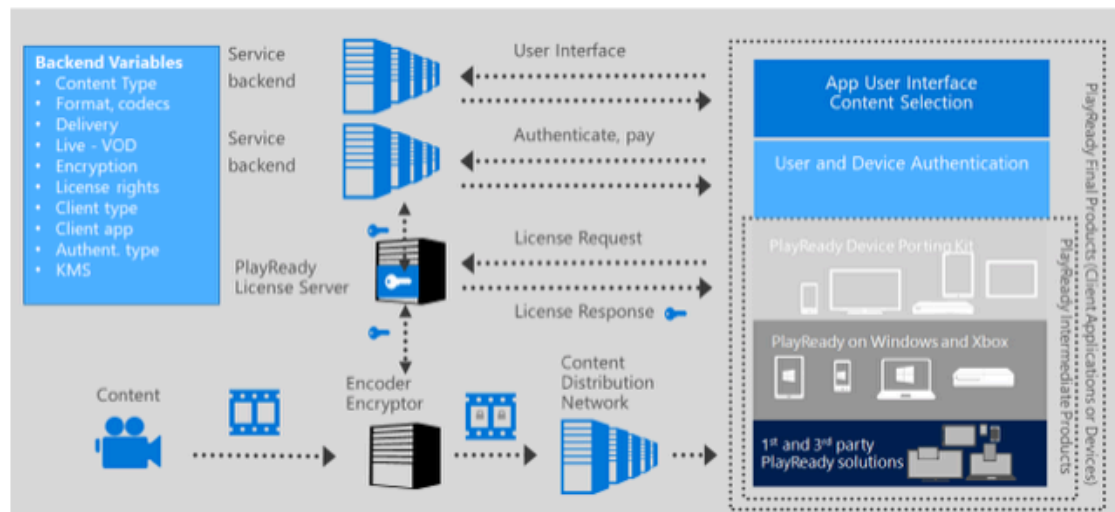 Backend Variables
• Content Type
• Format, codecs
• Delivery
• Live - VOD
• Encryption
• License rights
• Client type
• Client app
• Authent. type
• KMS
Service
backend
User Interface
Service
backend
Authenticate, pay
PlayReady
License Server
License Request
License Response
Content
Encoder
Encryptor
Content
Distribution
Network
App User Interface
Content Selection
User and Device Authentication
PlayReady Device Porting Kit
PlayReady on Windows and Xbox
1st and 3rd party
PlayReady solutions
PlayReady Intermediate Products
PlayReady Final Products (Client Applications or Devices)